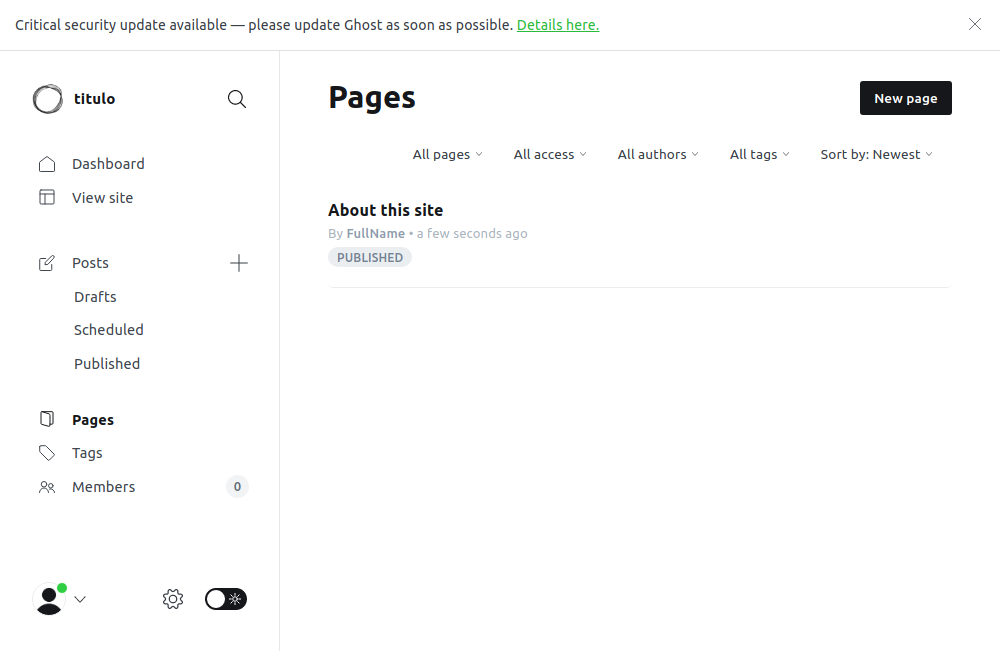 Critical security update available — please update Ghost as soon as possible. Details here.
titulo
Dashboard
View site
Posts
Drafts
Scheduled
Published
Pages
Tags
Members 0
Pages
New page
All pages All access All authors All tags Sort by: Newest
About this site
By FullName • a few seconds ago
PUBLISHED